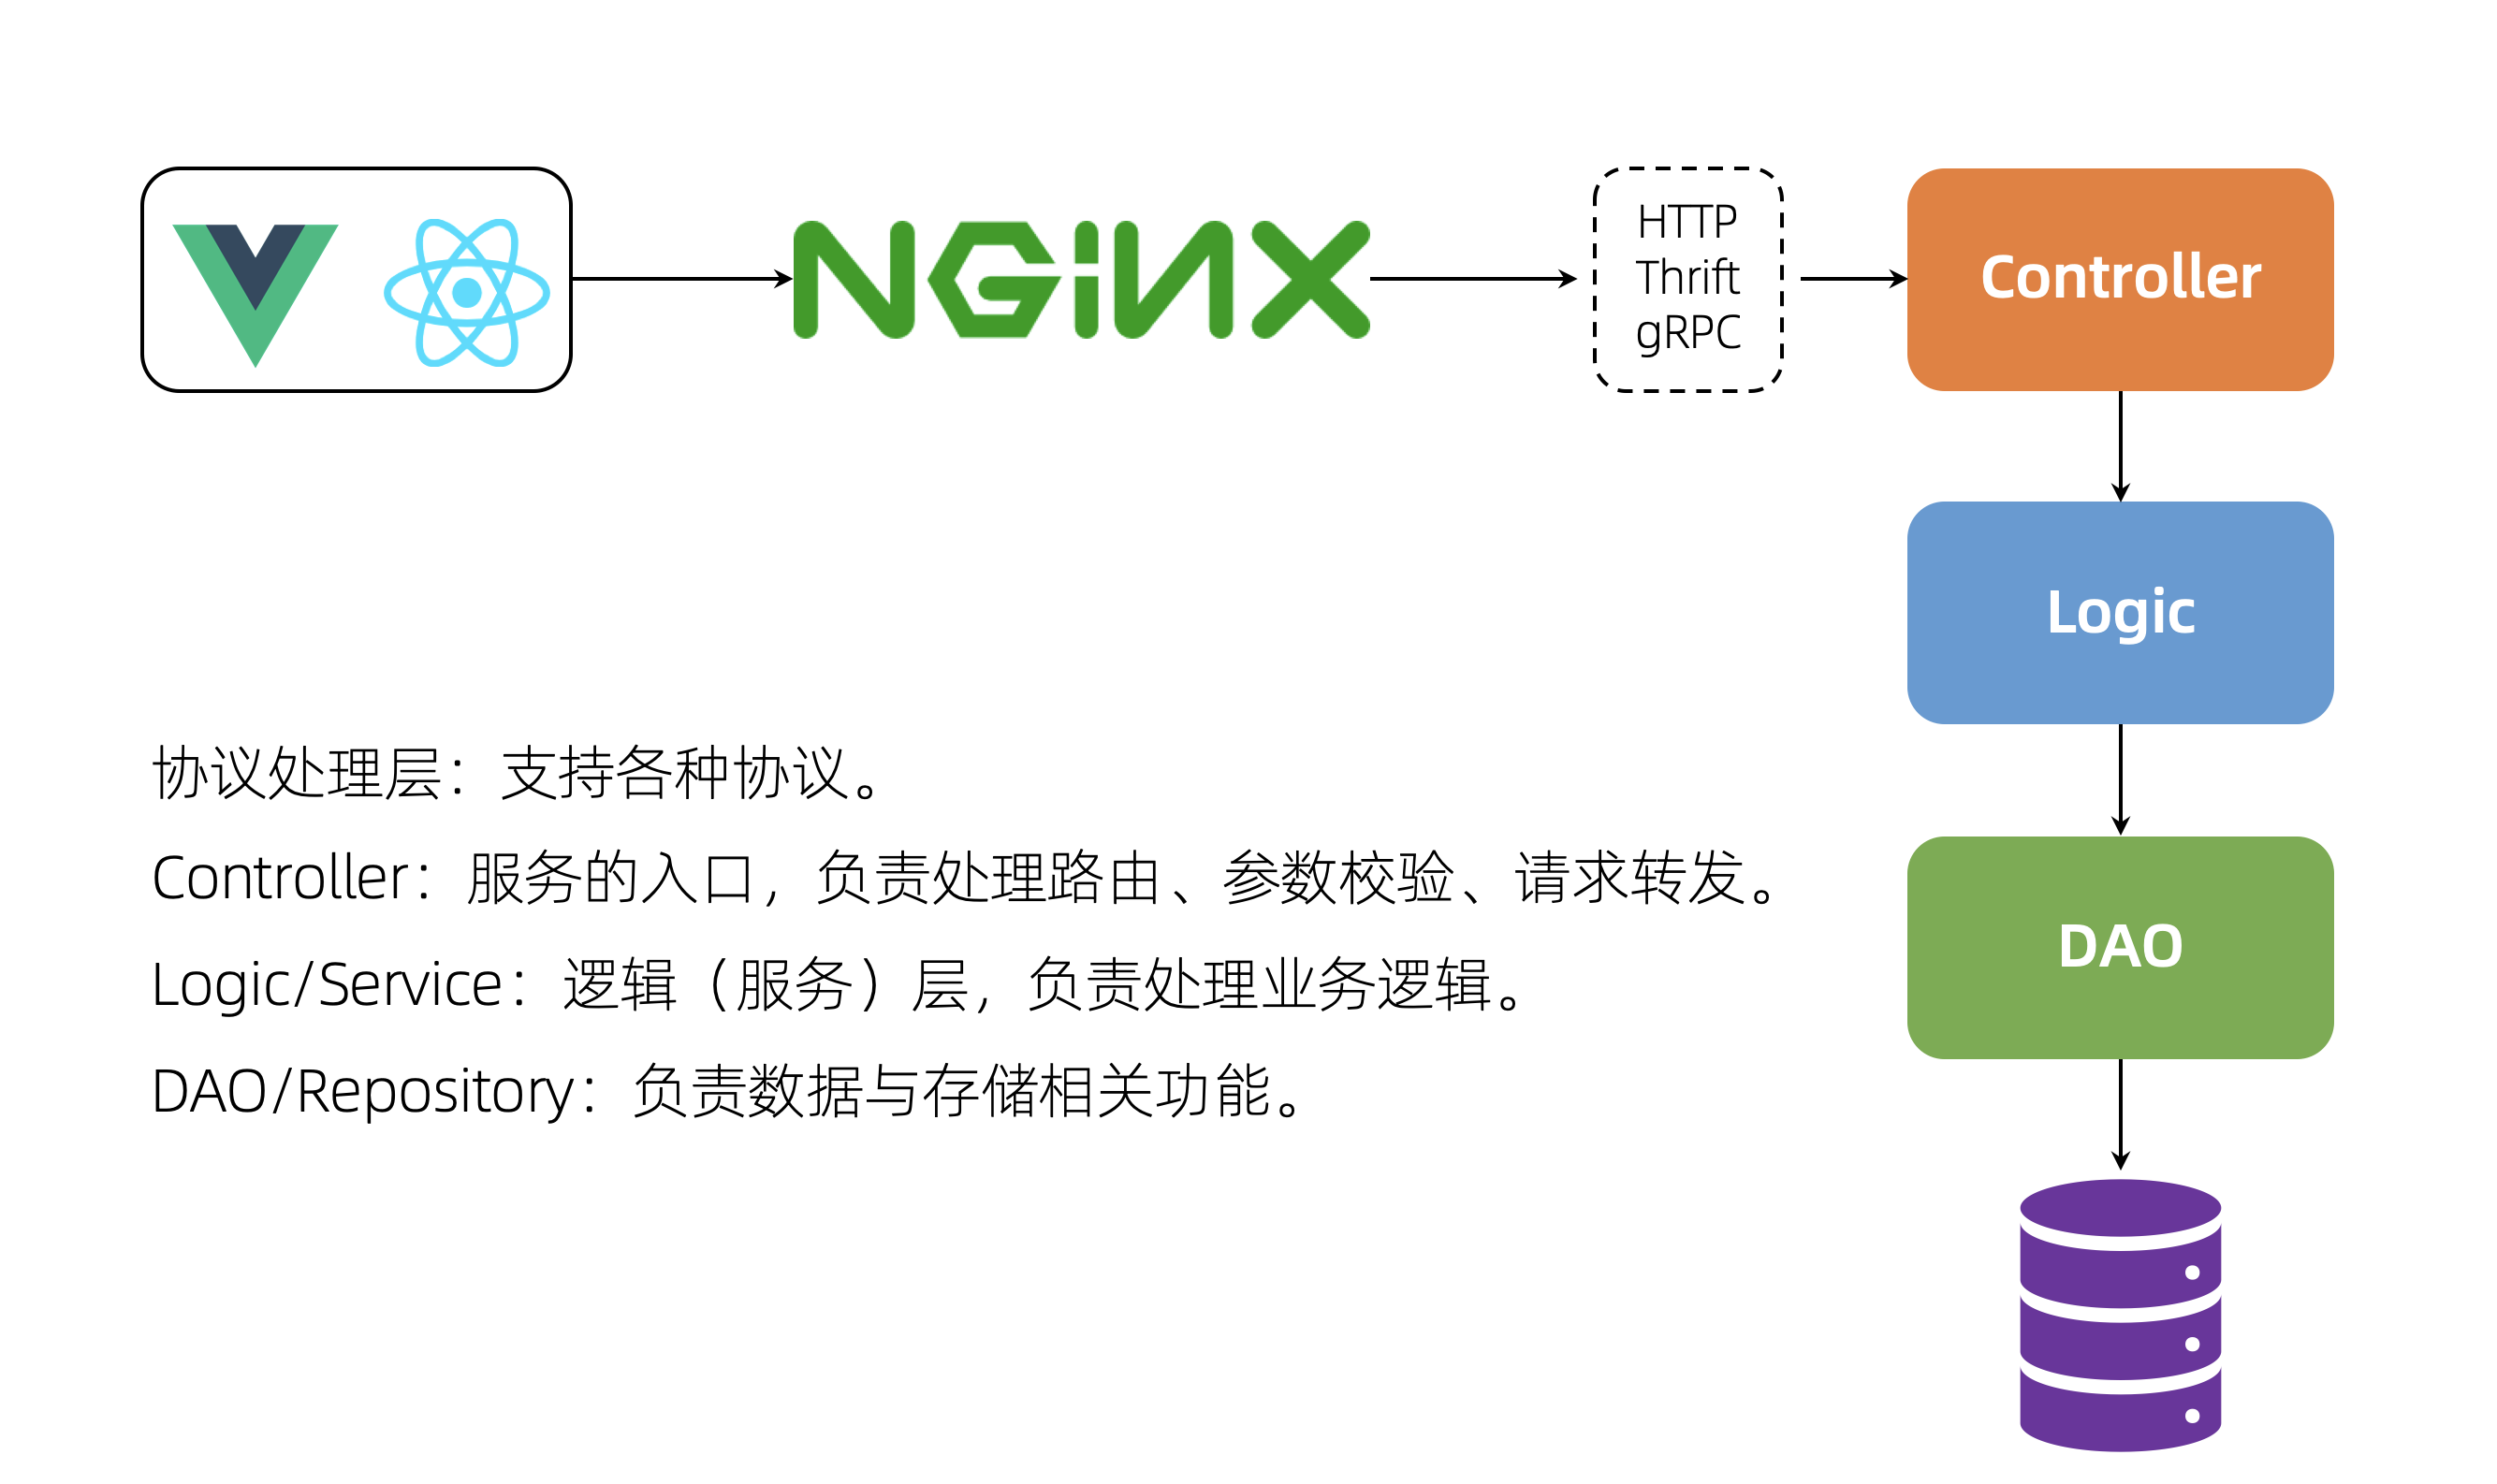 NGINX
HTTP
Thrift
gRPC
Controller
Logic
协议处理层：支持各种协议。
Controller：服务的入口，负责处理路由、参数校验、请求转发。
Logic/Service：逻辑（服务）层，负责处理业务逻辑。
DAO/Repository：负责数据与存储相关功能。
DAO